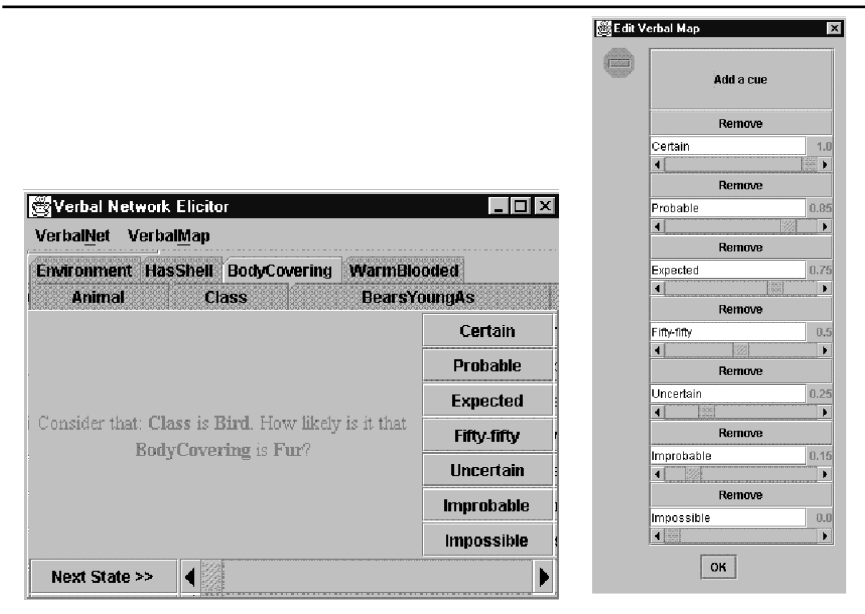 Verbal Network Elicitor
VerbalNet VerbalMap
Environment HasShell BodyCovering WarmBlooded
Animal Class BearsYoungAs
Consider that: Class is Bird. How likely is it that
BodyCovering is Fur?
Certain
Probable
Expected
Fifty-fifty
Uncertain
Improbable
Impossible
Next State >>
Edit Verbal Map
Add a cue
Remove
Certain 1.0
Remove
Probable 0.85
Remove
Expected 0.75
Remove
Fifty-fifty 0.5
Remove
Uncertain 0.25
Remove
Improbable 0.15
Remove
Impossible 0.0
OK